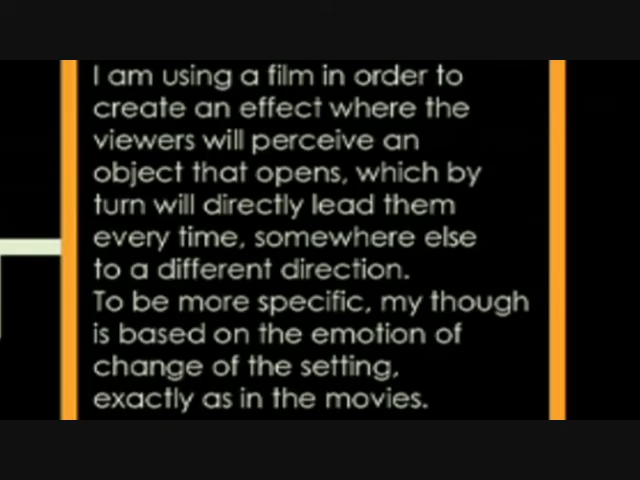 I am using a film in order to
create an effect where the
viewers will perceive an
object that opens, which by
turn will directly lead them
every time, somewhere else
to a different direction.
To be more specific, my though
is based on the emotion of
change of the setting,
exactly as in the movies.